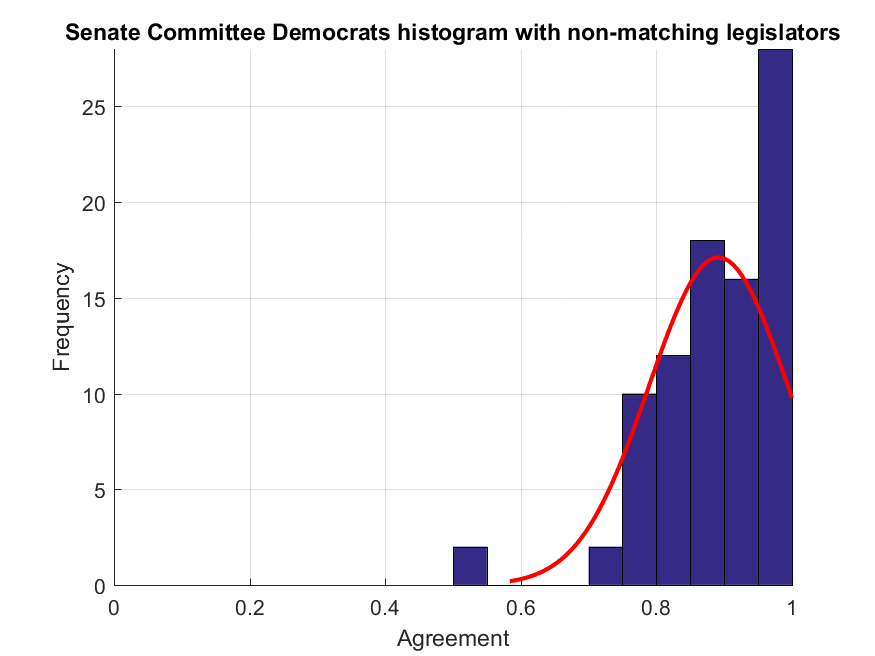 Senate Committee Democrats histogram with non-matching legislators
Frequency
25
20
15
10
5
0
0 0.2 0.4 0.6 0.8 1
Agreement